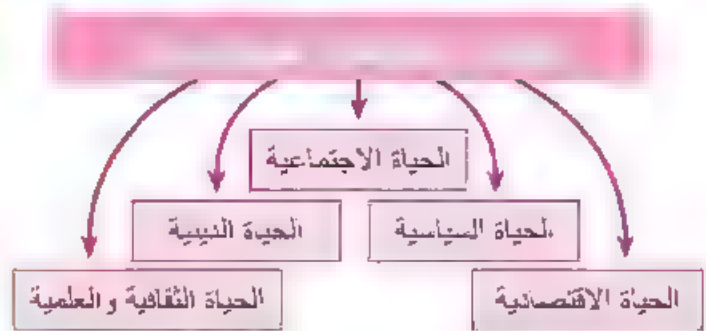 الحياة الاجتماعية
الحياة السياسية
الحياة الدينية
الحياة الاقتصادية
الحياة الثقافية و العلمية